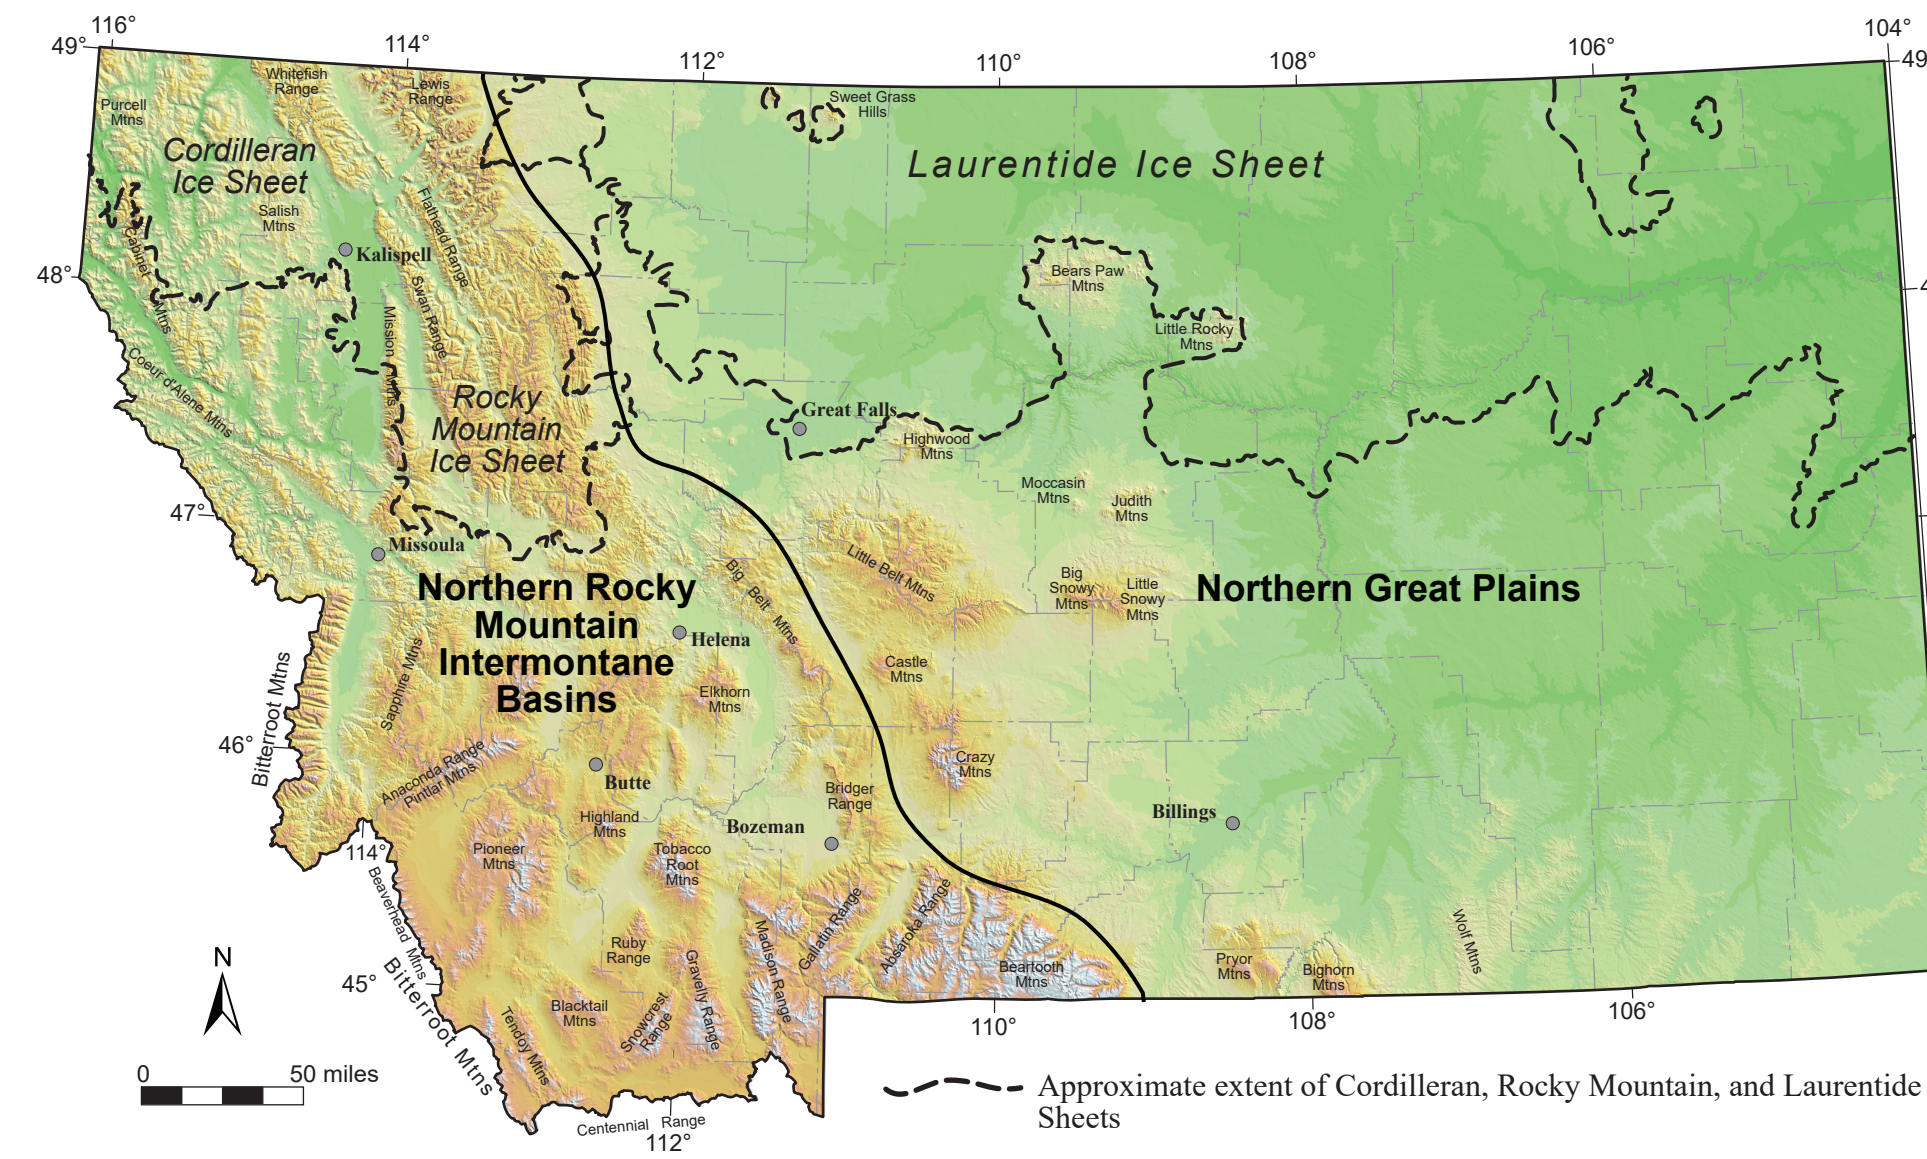 116°
114°
112°
110°
108°
106°
104°
49°
49
Whitefish
Range
Lewis
Range
Purcell
Mtns
Sweet Grass
Hills
Cordilleran
Ice Sheet
Laurentide Ice Sheet
Salish
Mtns
Flathead Range
Cabinet Mtns
Kalispell
48°
4
Swan Range
Mission Mtns
Bears Paw
Mtns
Little Rocky
Mtns
Coeur d'Alene Mtns
Rocky
Mountain
Ice Sheet
Great Falls
Highwood
Mtns
Moccasin
Mtns
Judith
Mtns
47°
Missoula
Little Belt Mtns
Big Belt Mtns
Big
Snowy
Mtns
Little
Snowy
Mtns
Northern Rocky
Mountain
Intermontane
Basins
Northern Great Plains
Helena
Sapphire Mtns
Bitterroot Mtns
Castle
Mtns
Elkhorn
Mtns
46°
Anaconda Range
Pintlar Mtns
Butte
Crazy
Mtns
Bridger
Range
Highland
Mtns
Bozeman
Billings
114°
Pioneer
Mtns
Tobacco
Root
Mtns
Beaverhead Mtns
Bitterroot Mtns
Ruby
Range
Gravelly Range
Madison Range
Gallatin Range
Absaroka Range
Beartooth
Mtns
Pryor
Mtns
Bighorn
Mtns
Wolf Mtns
N
45°
Blacktail
Mtns
Snowcrest
Range
Tendoy Mtns
110°
108°
106°
0 50 miles
Centennial Range
112°
Approximate extent of Cordilleran, Rocky Mountain, and Laurentide
Sheets